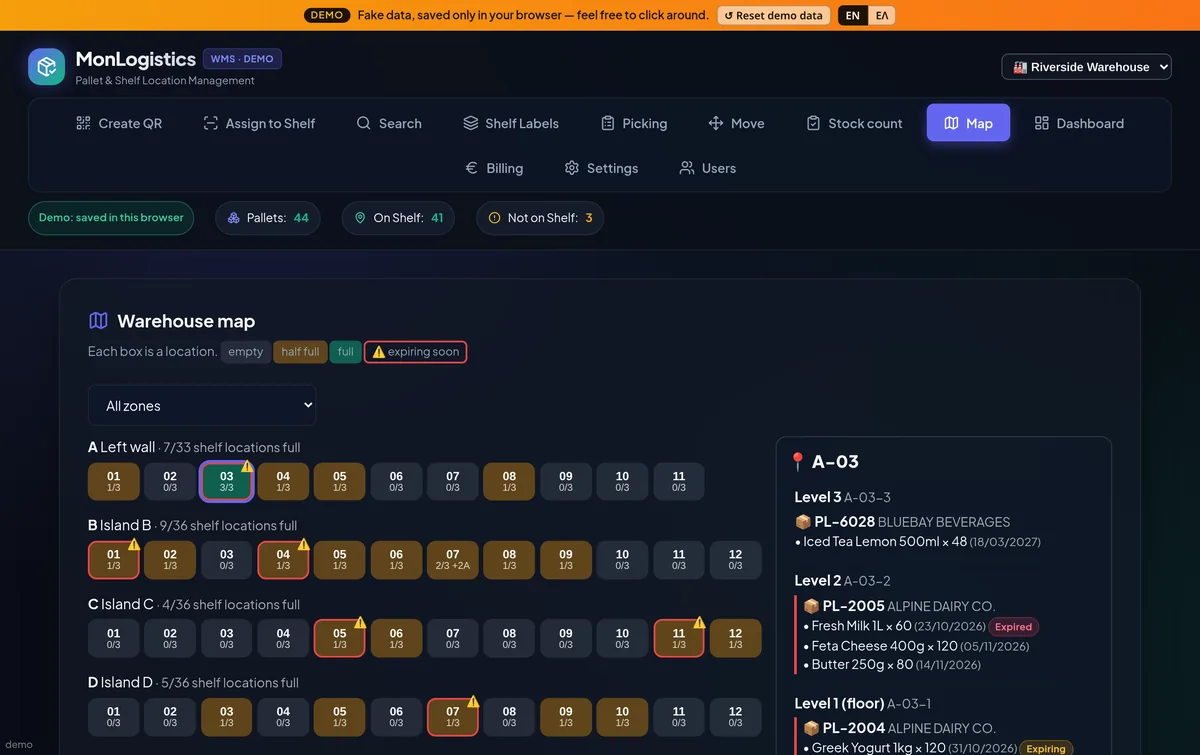 DEMO Fake data, saved only in your browser — feel free to click around. ↺ Reset demo data EN ΕΛ
MonLogistics WMS · DEMO
Pallet & Shelf Location Management
Riverside Warehouse
Create QR Assign to Shelf Search Shelf Labels Picking Move Stock count Map Dashboard
Billing Settings Users
Demo: saved in this browser Pallets: 44 On Shelf: 41 Not on Shelf: 3
Warehouse map
Each box is a location. empty half full full ⚠️ expiring soon
All zones
A Left wall · 7/33 shelf locations full
01 02 03 04 05 06 07 08 09 10 11
1/3 0/3 3/3 1/3 1/3 0/3 0/3 1/3 0/3 0/3 0/3
B Island B · 9/36 shelf locations full
01 02 03 04 05 06 07 08 09 10 11 12
1/3 1/3 0/3 1/3 1/3 1/3 2/3 +2A 1/3 1/3 0/3 0/3 0/3
C Island C · 4/36 shelf locations full
01 02 03 04 05 06 07 08 09 10 11 12
0/3 0/3 0/3 0/3 1/3 1/3 0/3 0/3 0/3 0/3 1/3 1/3
D Island D · 5/36 shelf locations full
01 02 03 04 05 06 07 08 09 10 11 12
0/3 0/3 1/3 0/3 1/3 0/3 1/3 0/3 1/3 1/3 0/3 0/3
📍 A-03
Level 3 A-03-3
📦 PL-6028 BLUEBAY BEVERAGES
• Iced Tea Lemon 500ml × 48 (18/03/2027)
Level 2 A-03-2
📦 PL-2005 ALPINE DAIRY CO.
• Fresh Milk 1L × 60 (23/10/2026) Expired
• Feta Cheese 400g × 120 (05/11/2026)
• Butter 250g × 80 (14/11/2026)
Level 1 (floor) A-03-1
📦 PL-2004 ALPINE DAIRY CO.
• Greek Yogurt 1kg × 120 (31/10/2026) Expiring
demo